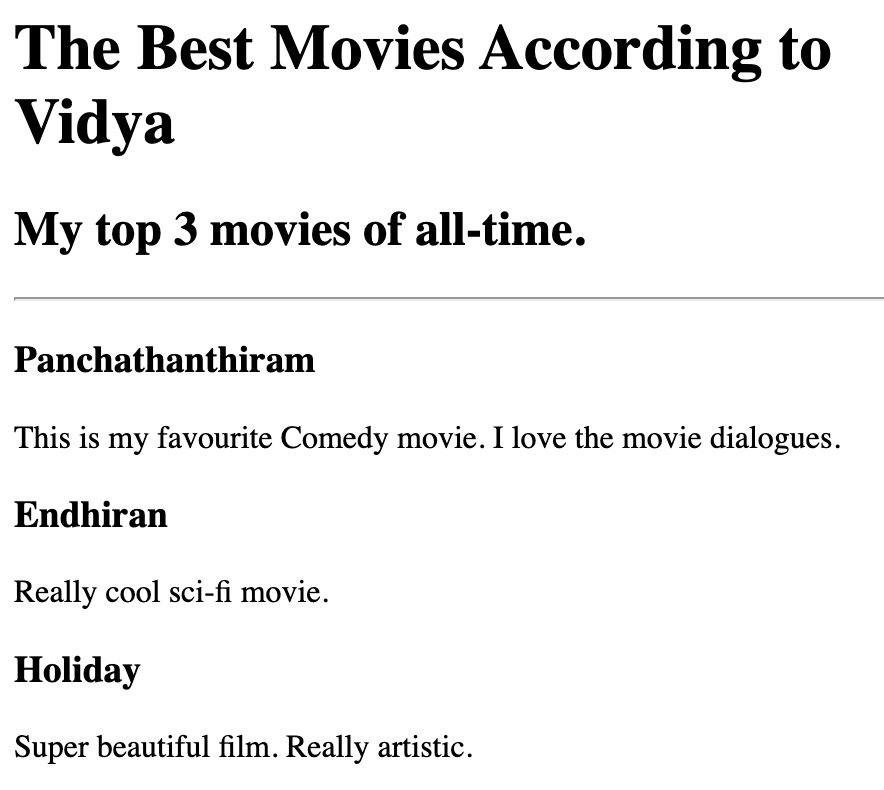 The Best Movies According to
Vidya
My top 3 movies of all-time.
Panchathanthiram
This is my favourite Comedy movie. I love the movie dialogues.
Endhiran
Really cool sci-fi movie.
Holiday
Super beautiful film. Really artistic.